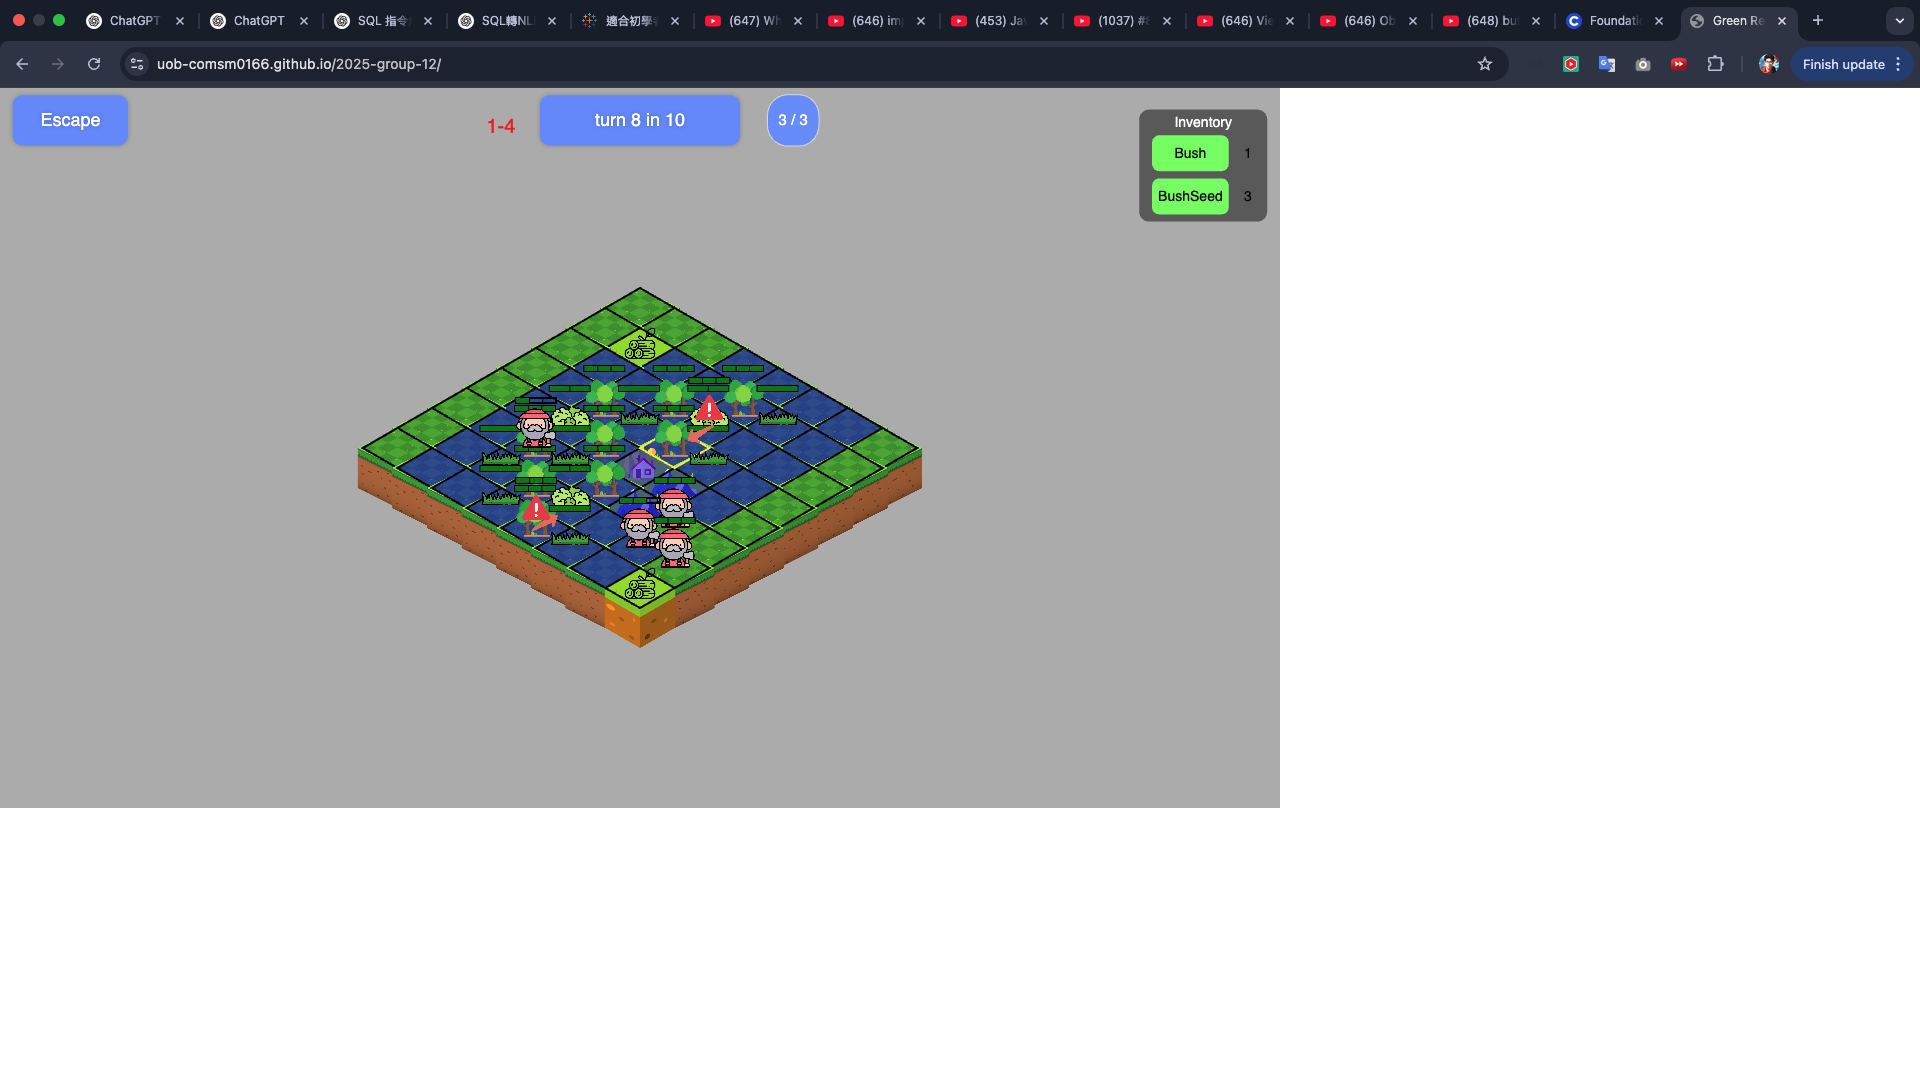 ChatGPT
ChatGPT
SQL 指令
SQL轉NL
適合初學
(647) Wh
(646) im
(453) Ja
(1037) #
(646) Vie
(646) Ob
(648) bu
Foundati
Green Re
uob-comsm0166.github.io/2025-group-12/
Finish update
Escape
1-4
turn 8 in 10
3 / 3
Inventory
Bush 1
BushSeed 3